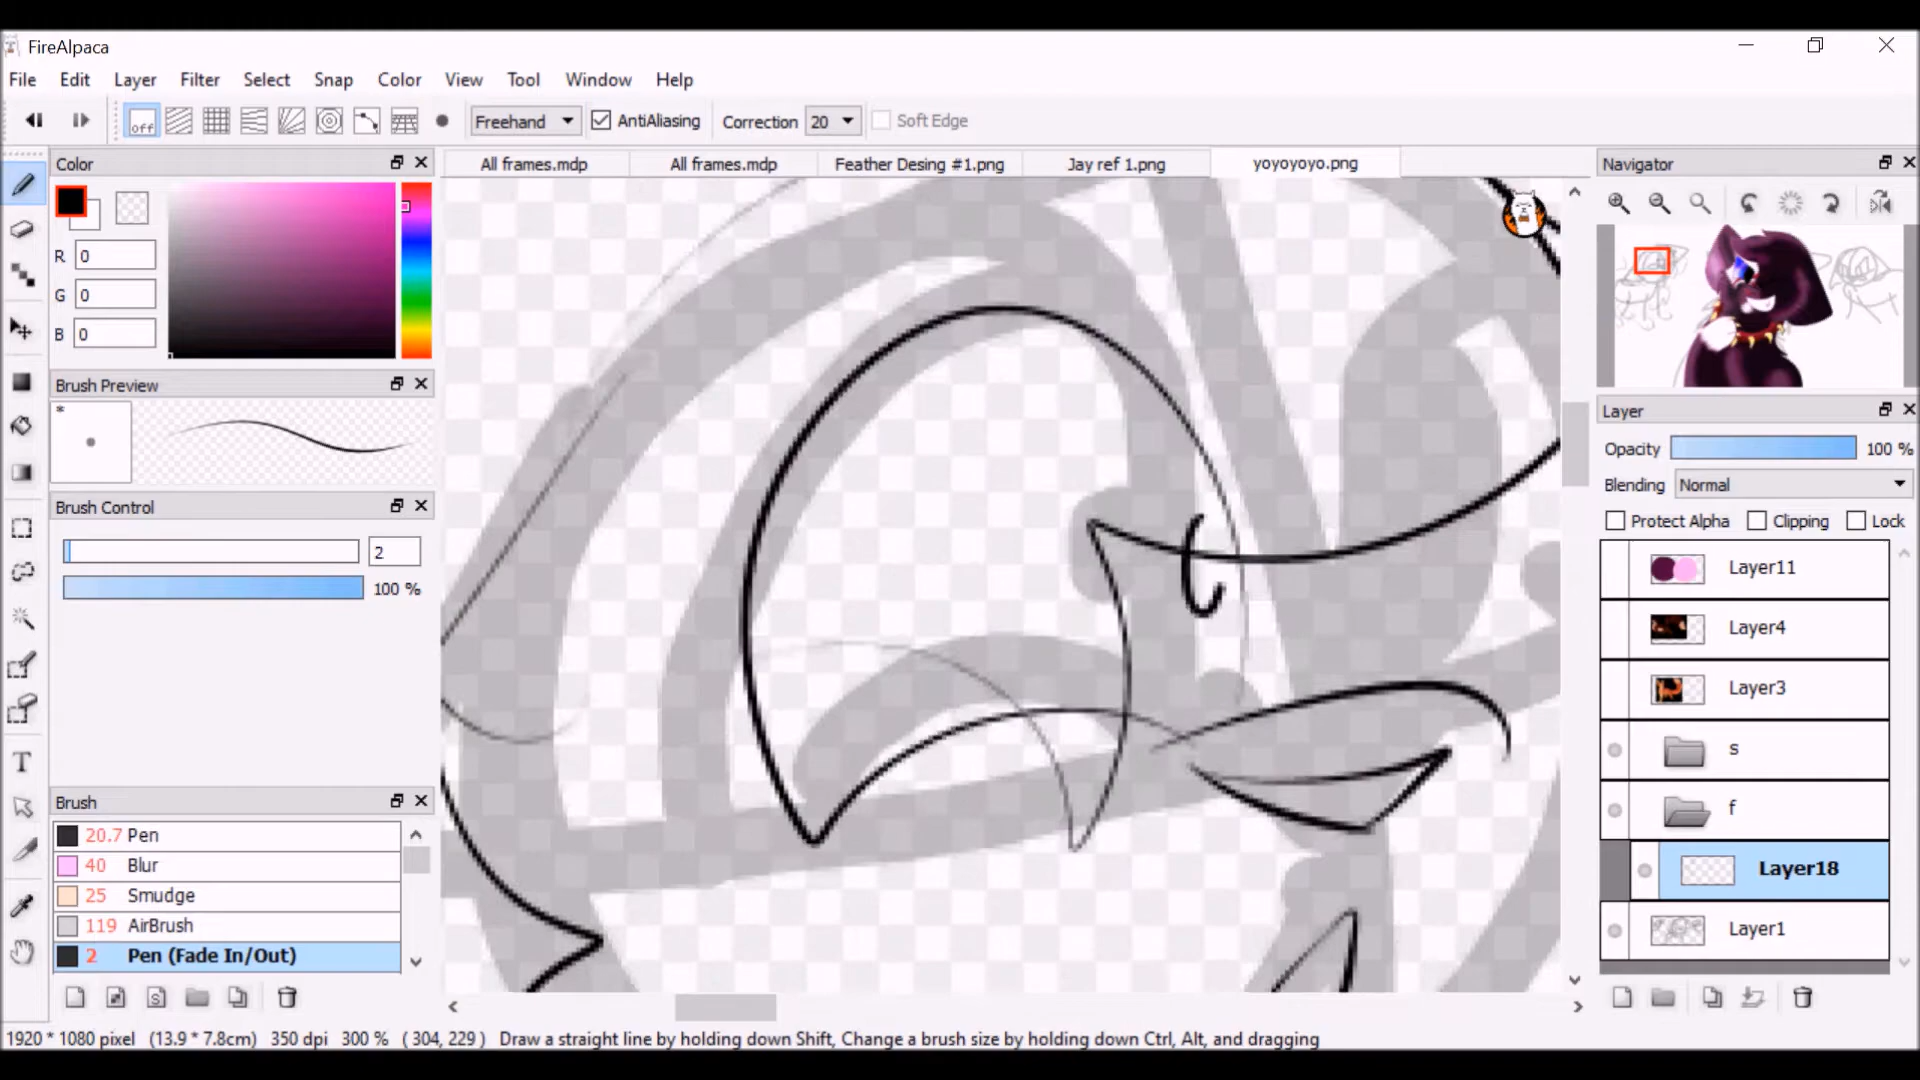 FireAlpaca
File Edit Layer Filter Select Snap Color View Tool Window Help
off Freehand AntiAliasing Correction 20 Soft Edge
Color
R 0
G 0
B 0
Brush Preview
*
Brush Control
2
100 %
Brush
20.7 Pen
40 Blur
25 Smudge
119 AirBrush
2 Pen (Fade In/Out)
S
T
All frames.mdp All frames.mdp Feather Desing #1.png Jay ref 1.png yoyoyoyo.png
Navigator
Layer
Opacity 100 %
Blending Normal
Protect Alpha Clipping Lock
Layer11
Layer4
Layer3
s
f
Layer18
Layer1
1920 * 1080 pixel (13.9 * 7.8cm) 350 dpi 300 % ( 304, 229 ) Draw a straight line by holding down Shift, Change a brush size by holding down Ctrl, Alt, and dragging